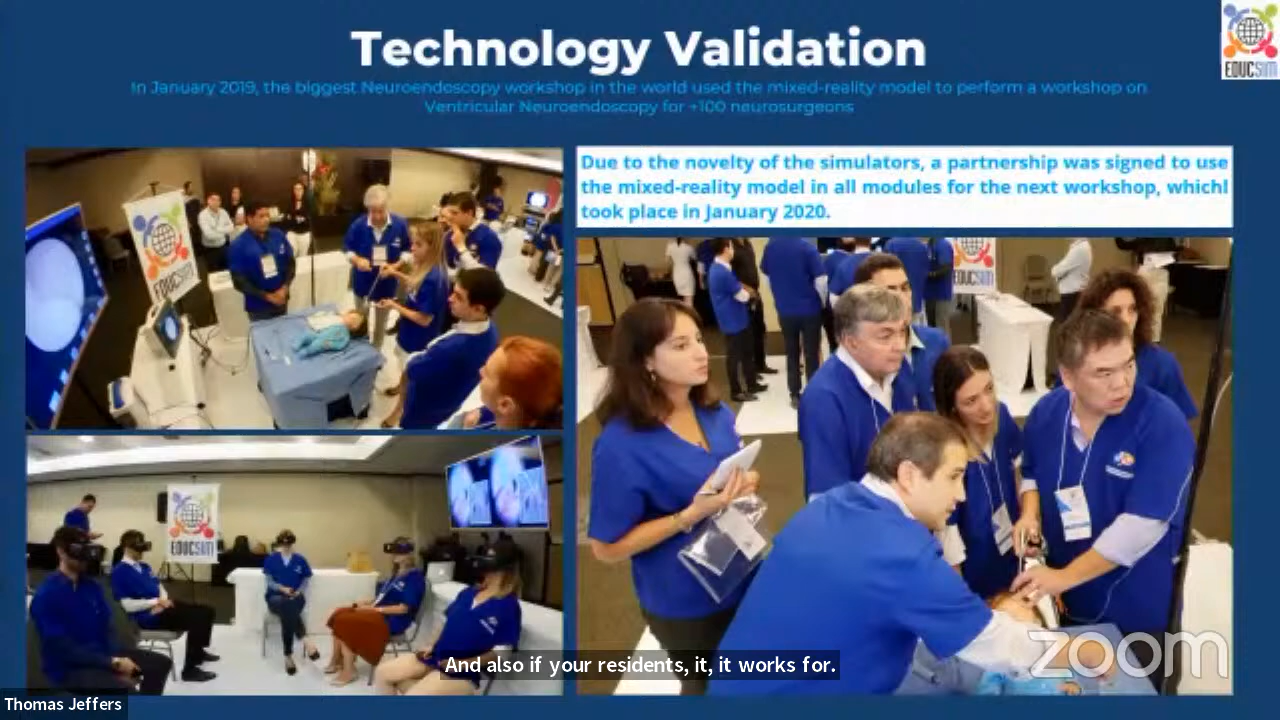 Technology Validation
In January 2019, the biggest Neuroendoscopy workshop in the world used the mixed-reality model to perform a workshop on
Ventricular Neuroendoscopy for +100 neurosurgeons
EDUCSIM
Due to the novelty of the simulators, a partnership was signed to use
the mixed-reality model in all modules for the next workshop, whichl
took place in January 2020.
EDUCSIM
EDUCSIM
EDUCSIM
And also if your residents, it, it works for.
zoom
Thomas Jeffers